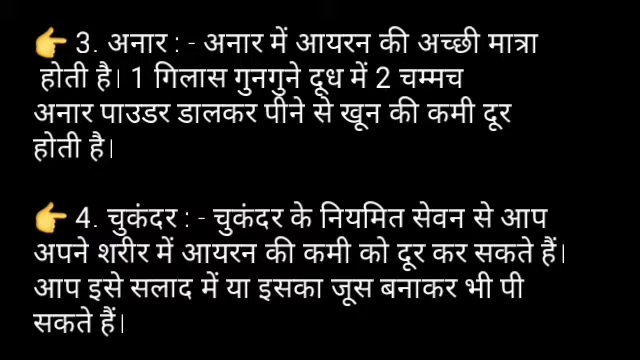 👉 3. अनार : - अनार में आयरन की अच्छी मात्रा
होती है। 1 गिलास गुनगुने दूध में 2 चम्मच
अनार पाउडर डालकर पीने से खून की कमी दूर
होती है।
👉 4. चुकंदर : - चुकंदर के नियमित सेवन से आप
अपने शरीर में आयरन की कमी को दूर कर सकते हैं।
आप इसे सलाद में या इसका जूस बनाकर भी पी
सकते हैं।